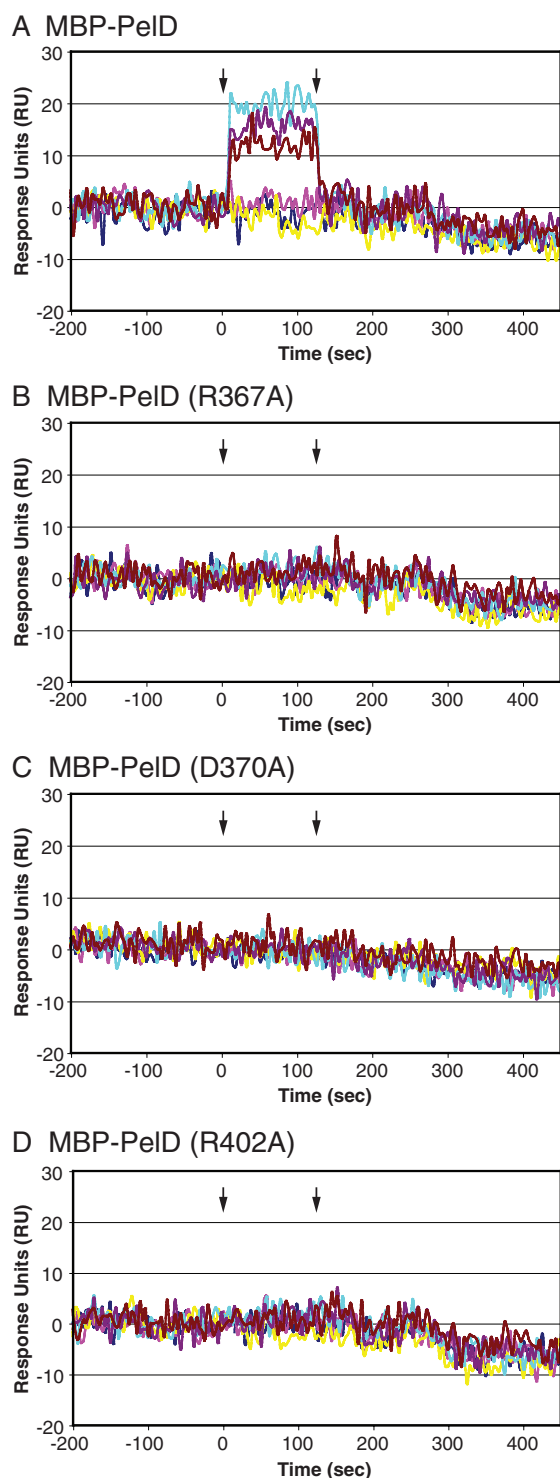 A MBP-PelD
30
20
10
0
-10
-20
Response Units (RU)
-200 -100 0 100 200 300 400
Time (sec)
B MBP-PelD (R367A)
30
20
10
0
-10
-20
Response Units (RU)
-200 -100 0 100 200 300 400
Time (sec)
C MBP-PelD (D370A)
30
20
10
0
-10
-20
Response Units (RU)
-200 -100 0 100 200 300 400
Time (sec)
D MBP-PelD (R402A)
30
20
10
0
-10
-20
Response Units (RU)
-200 -100 0 100 200 300 400
Time (sec)